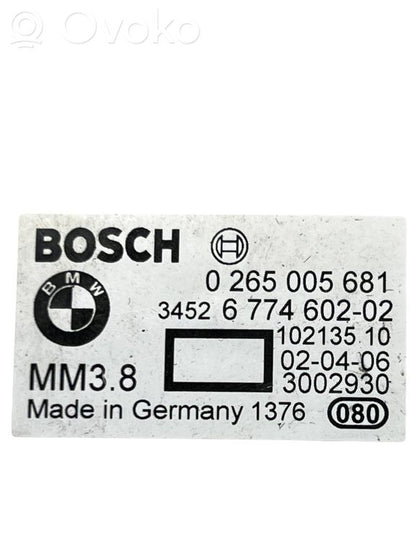 Ovoko
BOSCH
BMW
0 265 005 681
3452 6 774 602-02
102135 10
02-04-06
MM3.8 3002930
Made in Germany 1376 080